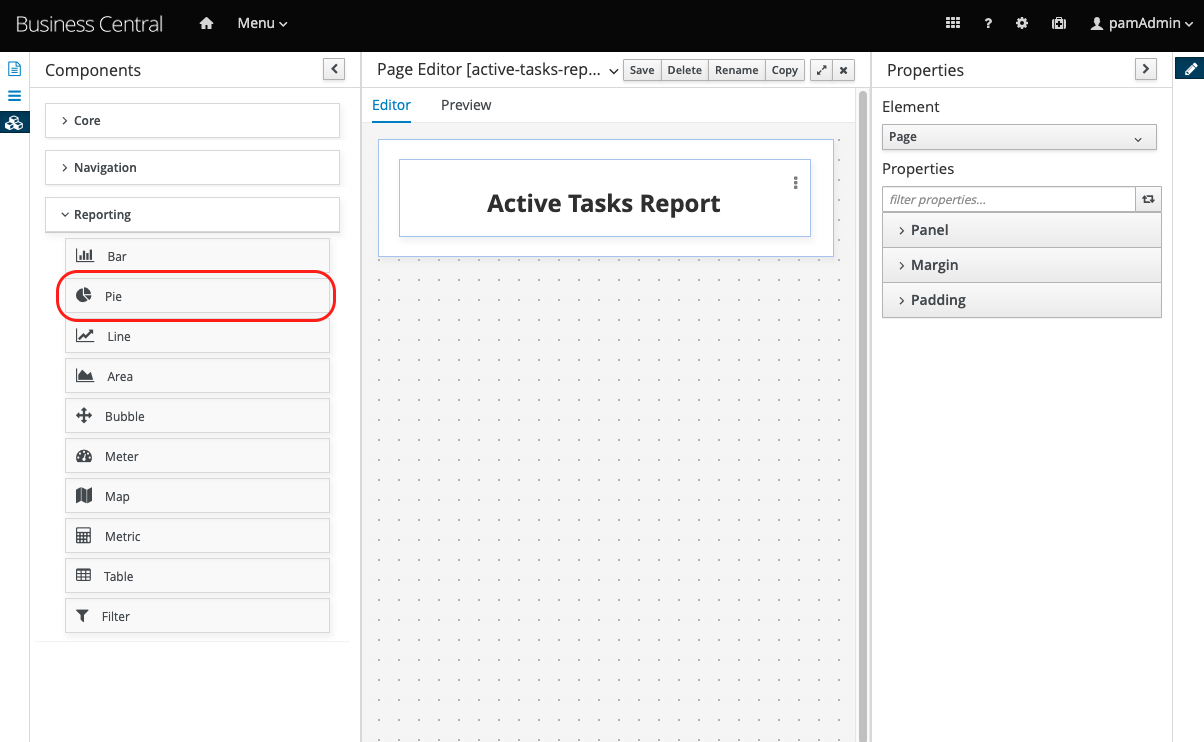 Business Central
Menu
?
pamAdmin
Components
Core
Navigation
Reporting
Bar
Pie
Line
Area
Bubble
Meter
Map
Metric
Table
Filter
Page Editor [active-tasks-rep...
Save
Delete
Rename
Copy
Editor
Preview
Active Tasks Report
Properties
Element
Page
Properties
filter properties...
Panel
Margin
Padding